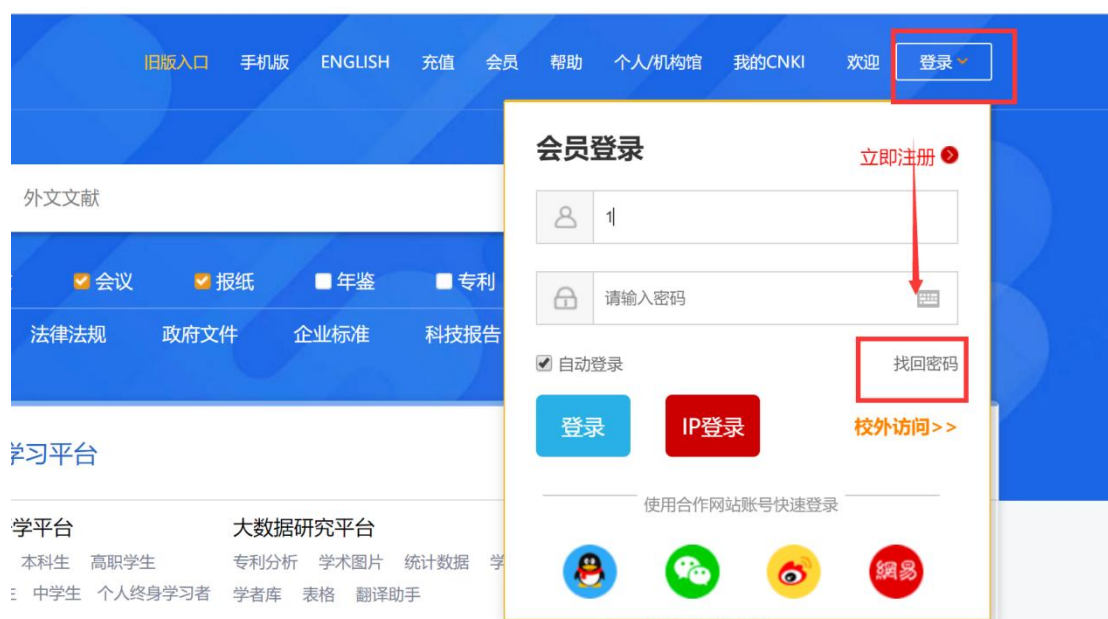 旧版入口 手机版 ENGLISH 充值 会员 帮助 个人/机构馆 我的CNKI 欢迎 登录
会员登录
立即注册
外文文献
1
会议 报纸 年鉴 专利
请输入密码
法律法规 政府文件 企业标准 科技报告
自动登录 找回密码
登录 IP登录 校外访问>>
学习平台
使用合作网站账号快速登录
学平台 大数据研究平台
本科生 高职学生 专利分析 学术图片 统计数据 学
中学生 个人终身学习者 学者库 表格 翻译助手
網易